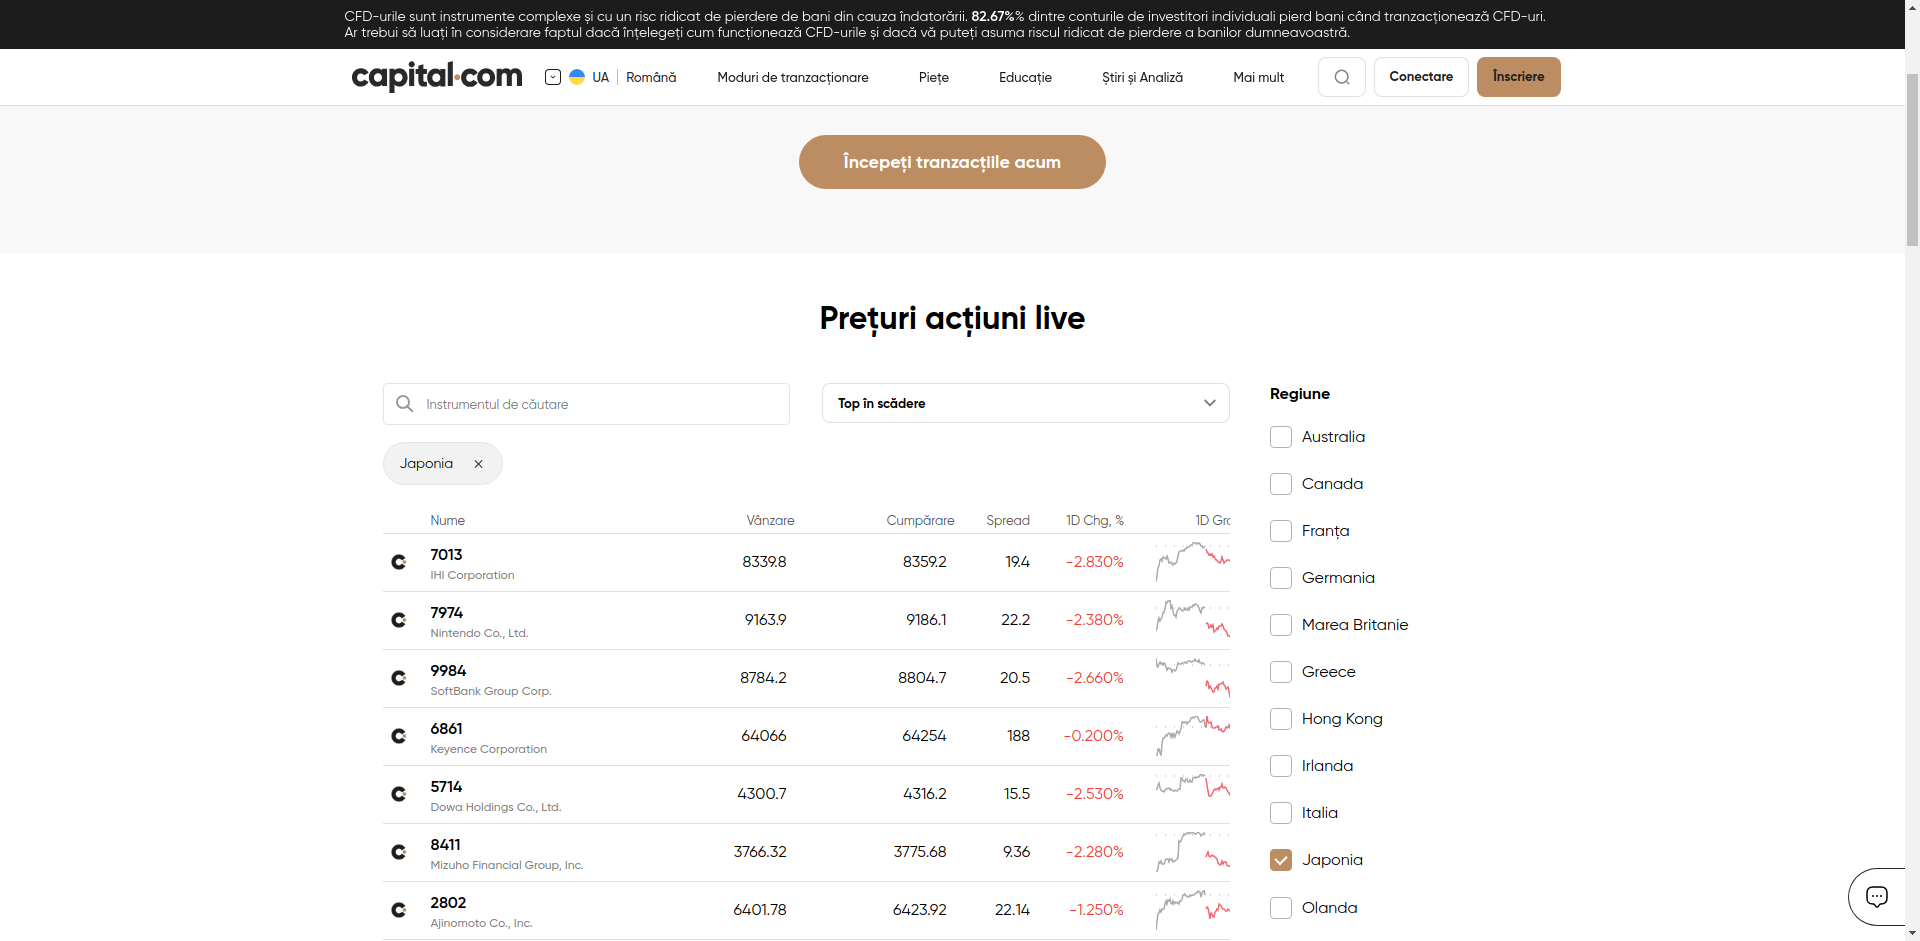 CFD-urile sunt instrumente complexe și cu un risc ridicat de pierdere de bani din cauza îndatorării. 82.67%% dintre conturile de investitori individuali pierd bani când tranzacționează CFD-uri.
Ar trebui să luați în considerare faptul dacă înțelegeți cum funcționează CFD-urile și dacă vă puteți asuma riscul ridicat de pierdere a banilor dumneavoastră.
capital.com UA Română Moduri de tranzacționare Piețe Educație Știri și Analiză Mai mult Conectare Înscriere
Începeți tranzacțiile acum
Prețuri acțiuni live
Instrumentul de căutare Top în scădere
Japonia
Nume Vânzare Cumpărare Spread 1D Chg, % 1D Gra
7013 8339.8 8359.2 19.4 -2.830%
IHI Corporation
7974 9163.9 9186.1 22.2 -2.380%
Nintendo Co., Ltd.
9984 8784.2 8804.7 20.5 -2.660%
SoftBank Group Corp.
6861 64066 64254 188 -0.200%
Keyence Corporation
5714 4300.7 4316.2 15.5 -2.530%
Dowa Holdings Co., Ltd.
8411 3766.32 3775.68 9.36 -2.280%
Mizuho Financial Group, Inc.
2802 6401.78 6423.92 22.14 -1.250%
Ajinomoto Co., Inc.
Regiune
Australia
Canada
Franța
Germania
Marea Britanie
Greece
Hong Kong
Irlanda
Italia
Japonia
Olanda